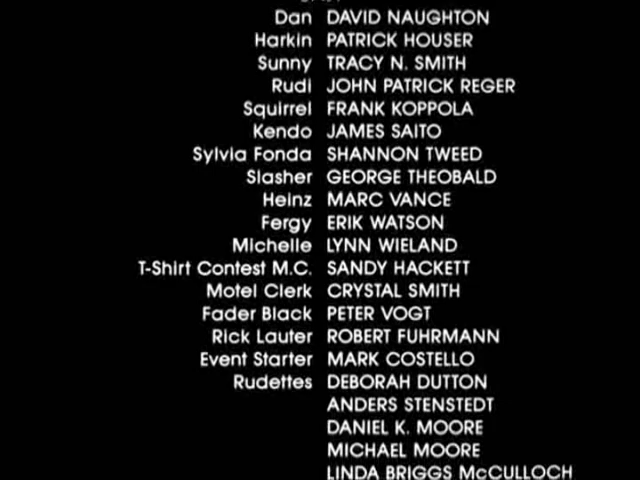 Dan DAVID NAUGHTON
Harkin PATRICK HOUSER
Sunny TRACY N. SMITH
Rudi JOHN PATRICK REGER
Squirrel FRANK KOPPOLA
Kendo JAMES SAITO
Sylvia Fonda SHANNON TWEED
Slasher GEORGE THEOBALD
Heinz MARC VANCE
Fergy ERIK WATSON
Michelle LYNN WIELAND
T-Shirt Contest M.C. SANDY HACKETT
Motel Clerk CRYSTAL SMITH
Fader Black PETER VOGT
Rick Lauter ROBERT FUHRMANN
Event Starter MARK COSTELLO
Rudettes DEBORAH DUTTON
ANDERS STENSTEDT
DANIEL K. MOORE
MICHAEL MOORE
LINDA BRIGGS McCULLOCH